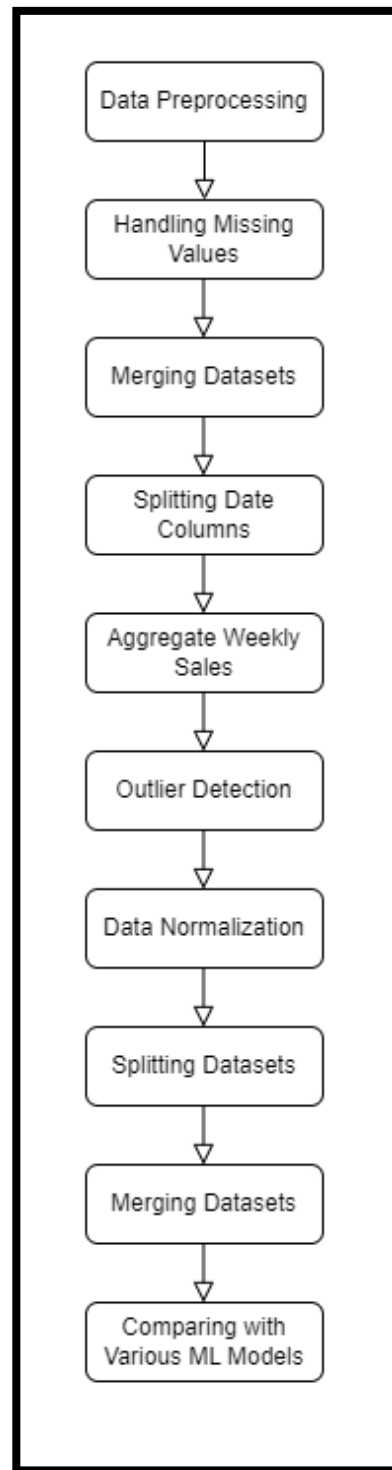 Data Preprocessing
Handling Missing
Values
Merging Datasets
Splitting Date
Columns
Aggregate Weekly
Sales
Outlier Detection
Data Normalization
Splitting Datasets
Merging Datasets
Comparing with
Various ML Models